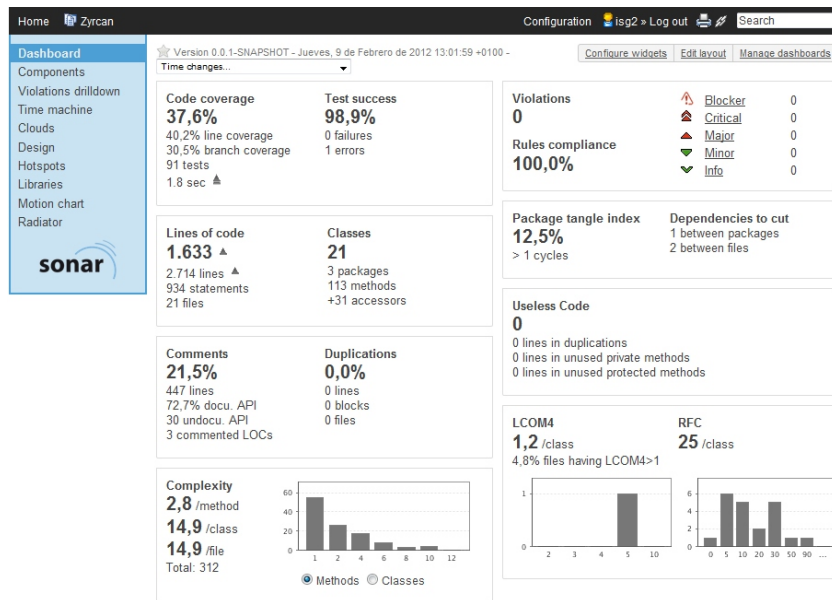 Home Zyrcan Configuration isg2 » Log out Search
Dashboard
Components
Violations drilldown
Time machine
Clouds
Design
Hotspots
Libraries
Motion chart
Radiator
sonar
Version 0.0.1-SNAPSHOT - Jueves, 9 de Febrero de 2012 13:01:59 +0100 -
Configure widgets Edit layout Manage dashboards
Time changes...
Code coverage
37,6%
40,2% line coverage
30,5% branch coverage
91 tests
1.8 sec
Test success
98,9%
0 failures
1 errors
Lines of code
1.633
2.714 lines
934 statements
21 files
Classes
21
3 packages
113 methods
+31 accessors
Comments
21,5%
447 lines
72,7% docu. API
30 undocu. API
3 commented LOCs
Duplications
0,0%
0 lines
0 blocks
0 files
Complexity
2,8 /method
14,9 /class
14,9 /file
Total: 312
60
40
20
0
1 2 4 6 8 10 12
Methods Classes
Violations
0
Rules compliance
100,0%
Blocker 0
Critical 0
Major 0
Minor 0
Info 0
Package tangle index
12,5%
> 1 cycles
Dependencies to cut
1 between packages
2 between files
Useless Code
0
0 lines in duplications
0 lines in unused private methods
0 lines in unused protected methods
LCOM4
1,2 /class
4,8% files having LCOM4>1
RFC
25 /class
1
0
2 3 4 5 10
6
4
2
0
0 5 10 20 30 50 90 ...